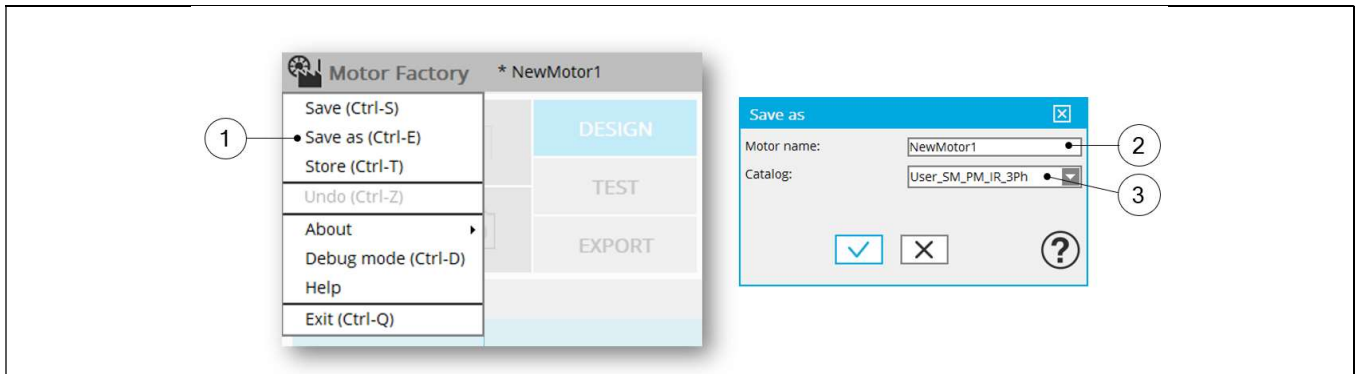 Motor Factory * NewMotor1
Save (Ctrl-S)
Save as (Ctrl-E)
Store (Ctrl-T)
Undo (Ctrl-Z)
About
Debug mode (Ctrl-D)
Help
Exit (Ctrl-Q)
DESIGN
TEST
EXPORT
1
Save as
Motor name: NewMotor1
Catalog: User_SM_PM_IR_3Ph
?
2
3